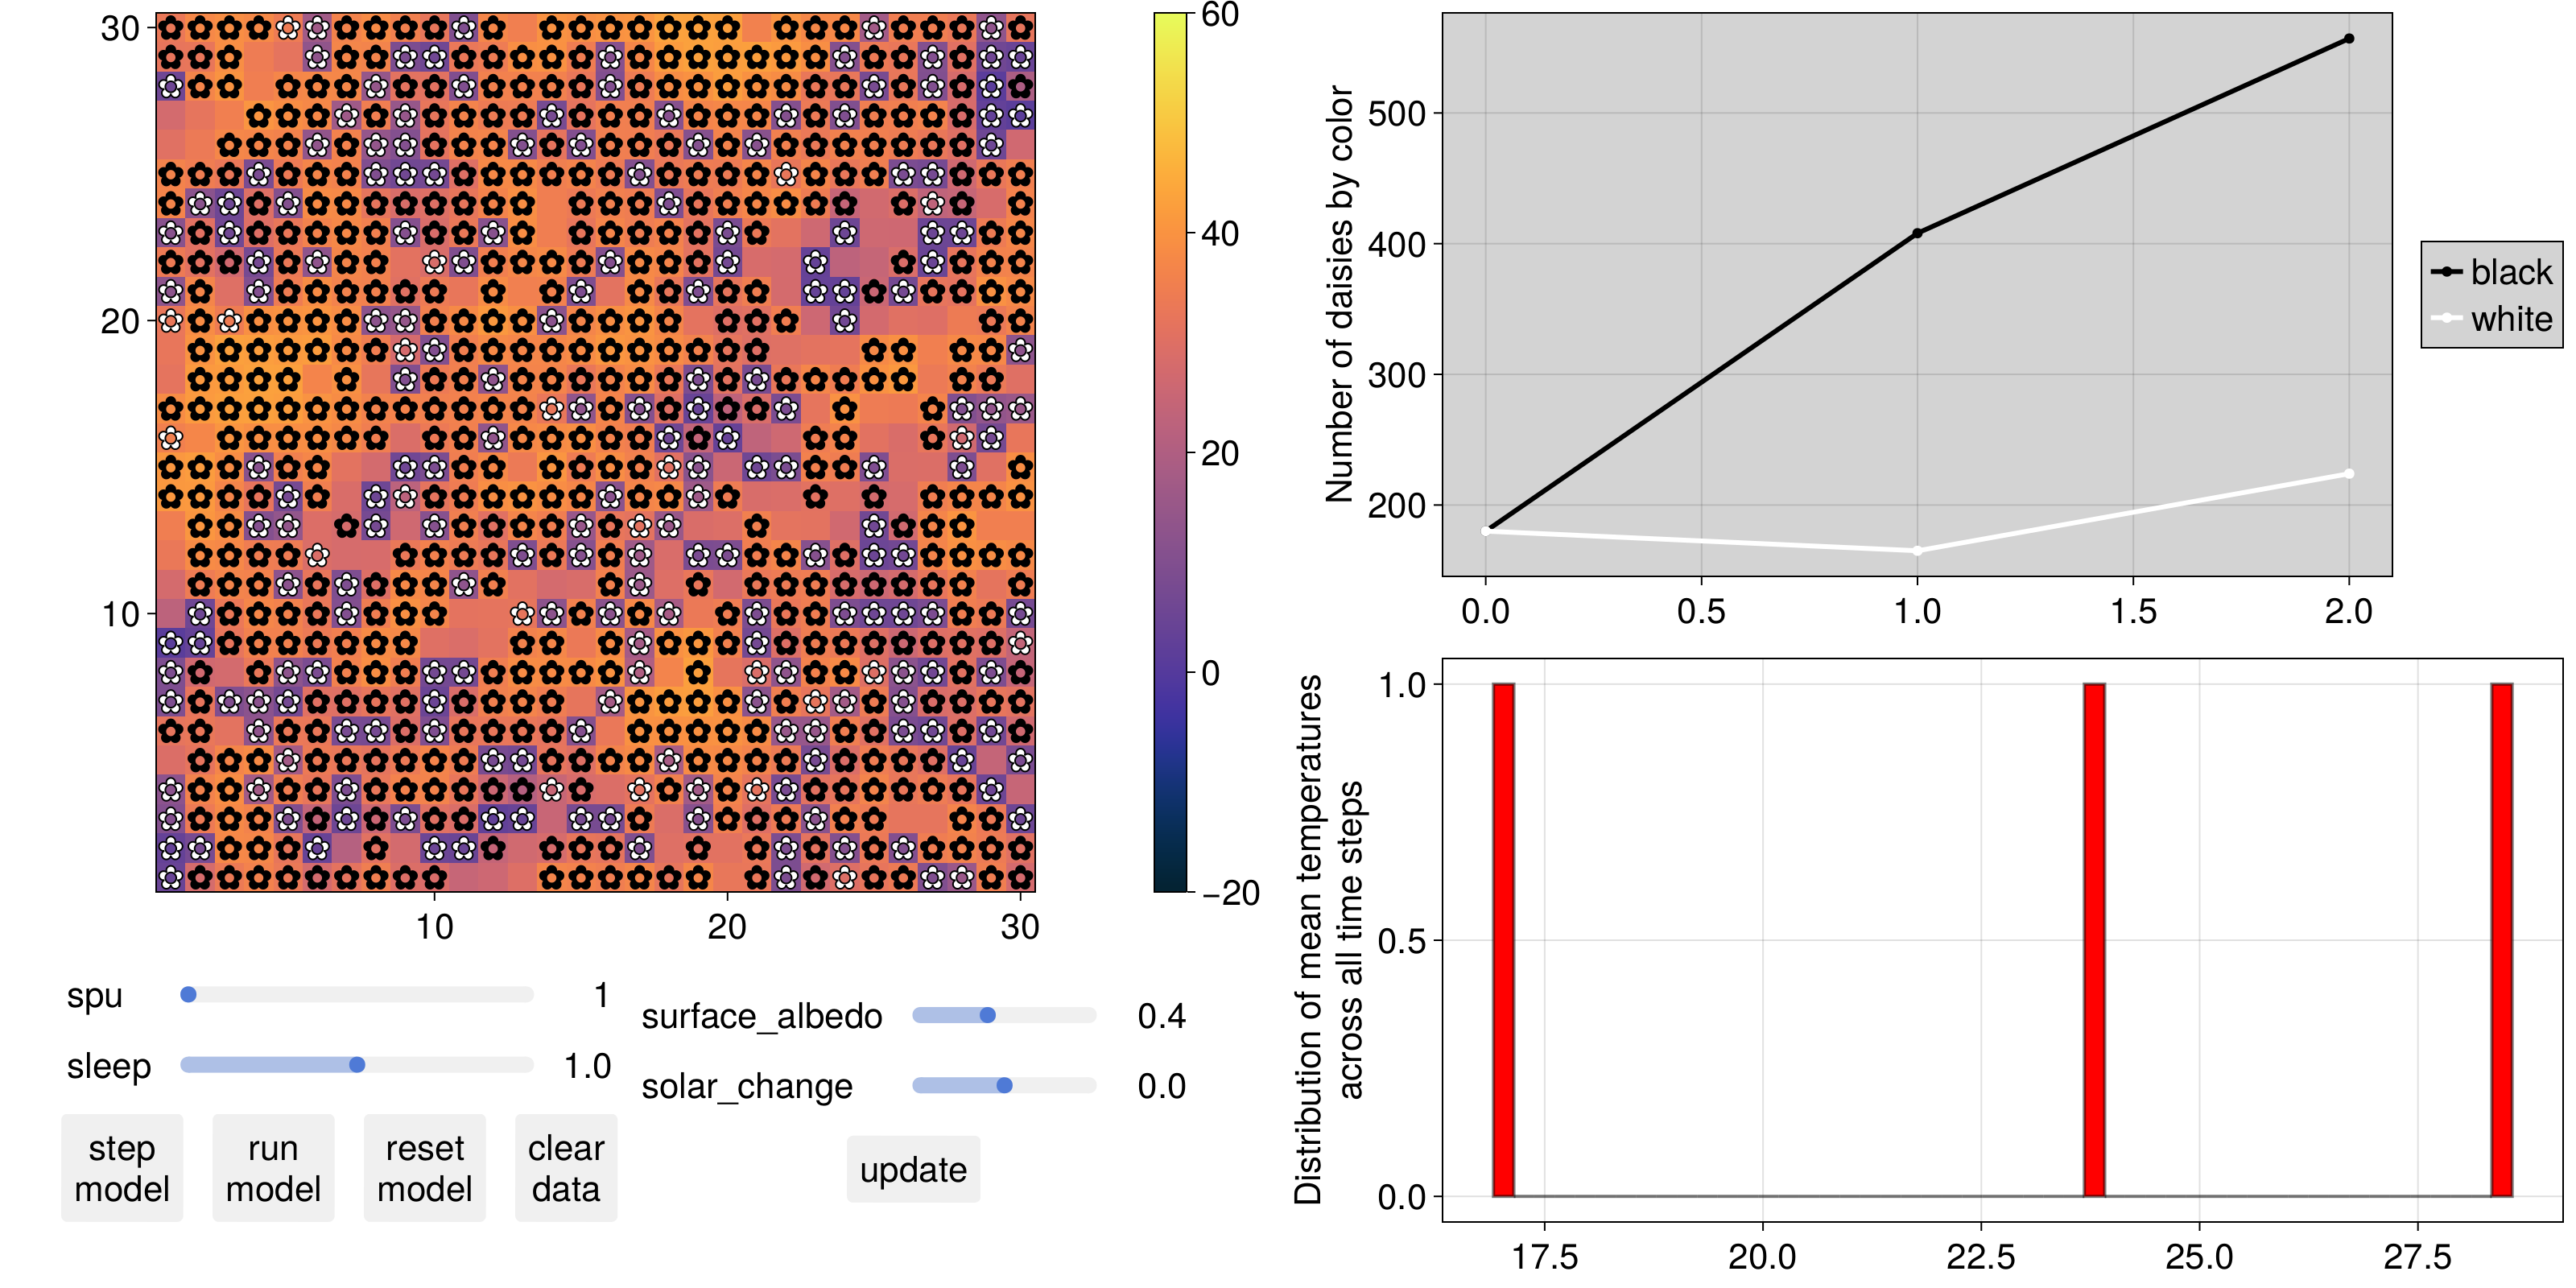 30
20
10
10
20
30
60
40
20
0
−20
spu
1
sleep
1.0
surface_albedo
0.4
solar_change
0.0
step
model
run
model
reset
model
clear
data
update
Number of daisies by color
500
400
300
200
0.0
0.5
1.0
1.5
2.0
black
white
Distribution of mean temperatures
across all time steps
1.0
0.5
0.0
17.5
20.0
22.5
25.0
27.5